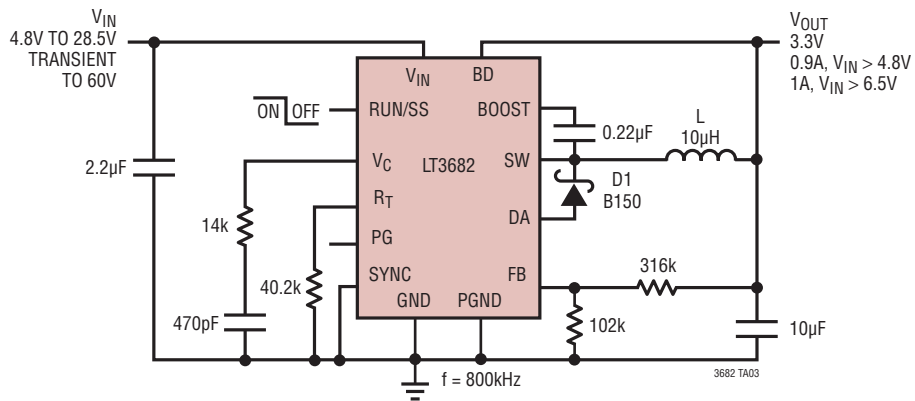 VIN
4.8V TO 28.5V
TRANSIENT
TO 60V
VOUT
3.3V
0.9A, VIN > 4.8V
1A, VIN > 6.5V
VIN
BD
ON OFF
RUN/SS
BOOST
0.22µF
L
10µH
2.2µF
VC
LT3682
SW
D1
B150
RT
DA
14k
PG
40.2k
SYNC
FB
316k
470pF
GND
PGND
102k
10µF
f = 800kHz
3682 TA03